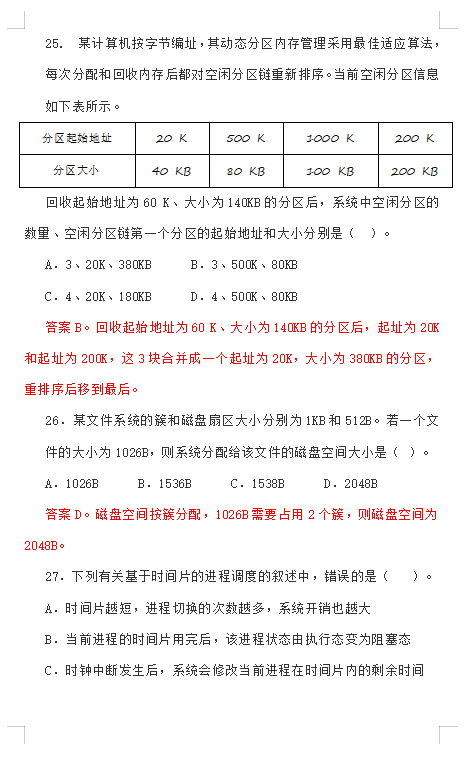 25. 某计算机按字节编址，其动态分区内存管理采用最佳适应算法，
每次分配和回收内存后都对空闲分区链重新排序。当前空闲分区信息
如下表所示。
分区起始地址 20 K 500 K 1000 K 200 K
分区大小 40 KB 80 KB 100 KB 200 KB
回收起始地址为 60 K、大小为 140KB 的分区后，系统中空闲分区的
数量、空闲分区链第一个分区的起始地址和大小分别是（ ）。
A．3、20K、380KB B．3、500K、80KB
C．4、20K、180KB D．4、500K、80KB
答案 B。回收起始地址为 60 K、大小为 140KB 的分区后，起址为 20K
和起址为 200K，这 3 块合并成一个起址为 20K，大小为 380KB 的分区，
重排序后移到最后。
26．某文件系统的簇和磁盘扇区大小分别为 1KB 和 512B。若一个文
件的大小为 1026B，则系统分配给该文件的磁盘空间大小是（ ）。
A．1026B B．1536B C．1538B D．2048B
答案 D。磁盘空间按簇分配，1026B 需要占用 2 个簇，则磁盘空间为
2048B。
27．下列有关基于时间片的进程调度的叙述中，错误的是（ ）。
A．时间片越短，进程切换的次数越多，系统开销也越大
B．当前进程的时间片用完后，该进程状态由执行态变为阻塞态
C．时钟中断发生后，系统会修改当前进程在时间片内的剩余时间